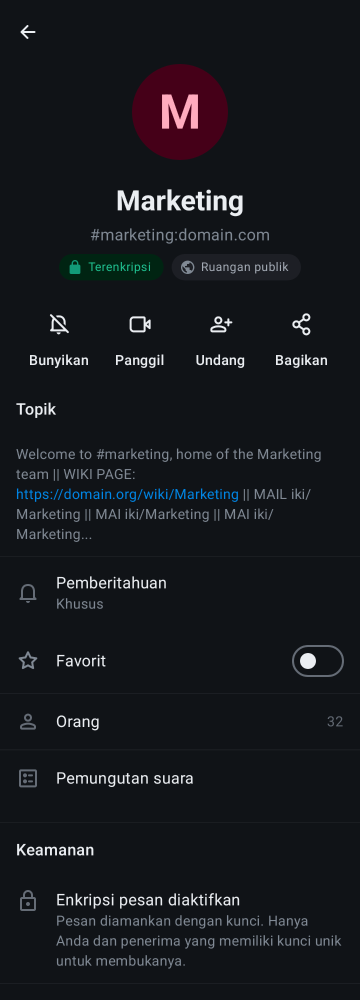 M
Marketing
#marketing:domain.com
Terenkripsi
Ruangan publik
Bunyikan
Panggil
Undang
Bagikan
Topik
Welcome to #marketing, home of the Marketing
team || WIKI PAGE:
https://domain.org/wiki/Marketing || MAIL iki/
Marketing || MAI iki/Marketing || MAI iki/
Marketing...
Pemberitahuan
Khusus
Favorit
Orang 32
Pemungutan suara
Keamanan
Enkripsi pesan diaktifkan
Pesan diamankan dengan kunci. Hanya
Anda dan penerima yang memiliki kunci unik
untuk membukanya.